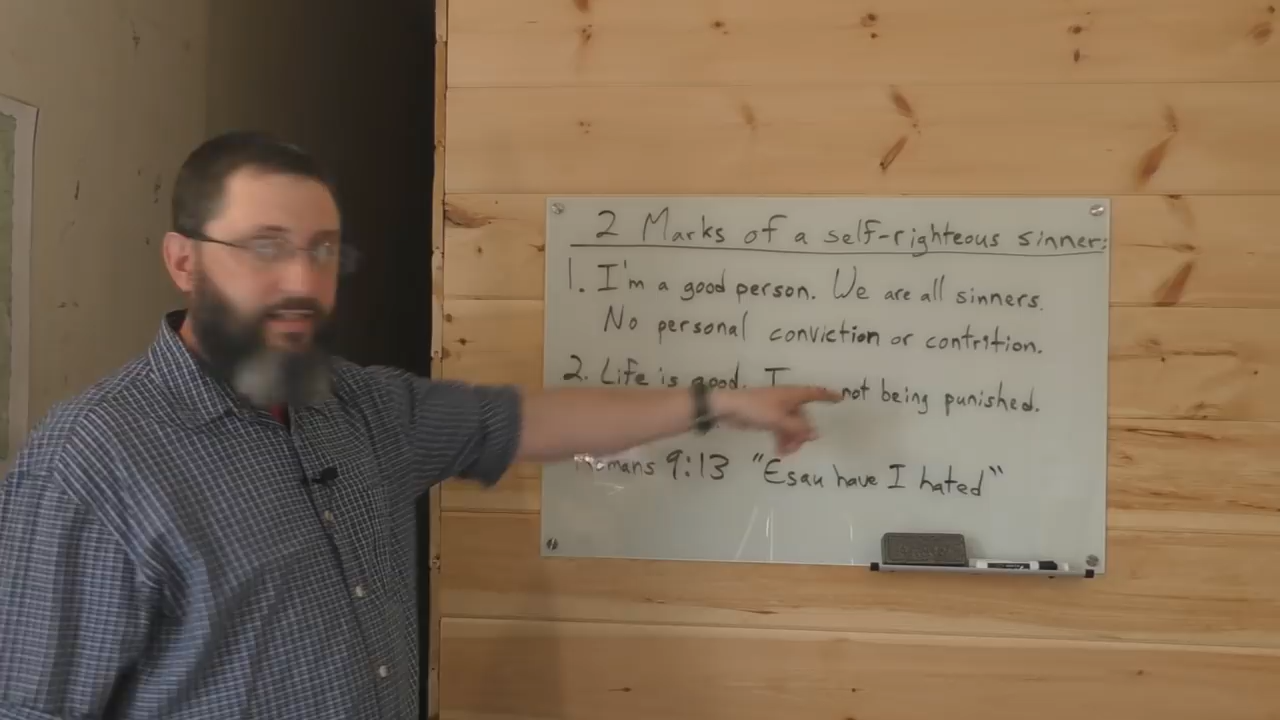 2 Marks of a self-righteous sinner:
1. I'm a good person. We are all sinners.
No personal conviction or contrition.
2. Life is good. I not being punished.
Romans 9:13 "Esau have I hated"